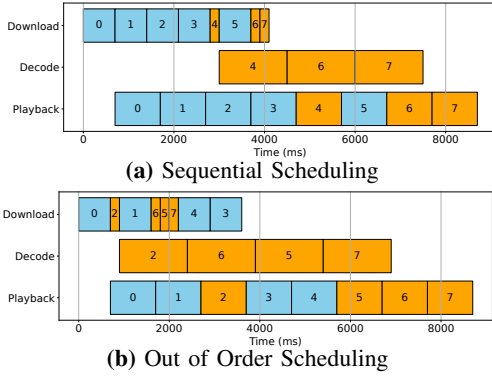 Download 0 1 2 3 4 5 6 7
Decode 4 6 7
Playback 0 1 2 3 4 5 6 7
0 2000 4000 6000 8000
Time (ms)
(a) Sequential Scheduling
Download 0 2 1 6 5 7 4 3
Decode 2 6 5 7
Playback 0 1 2 3 4 5 6 7
0 2000 4000 6000 8000
Time (ms)
(b) Out of Order Scheduling